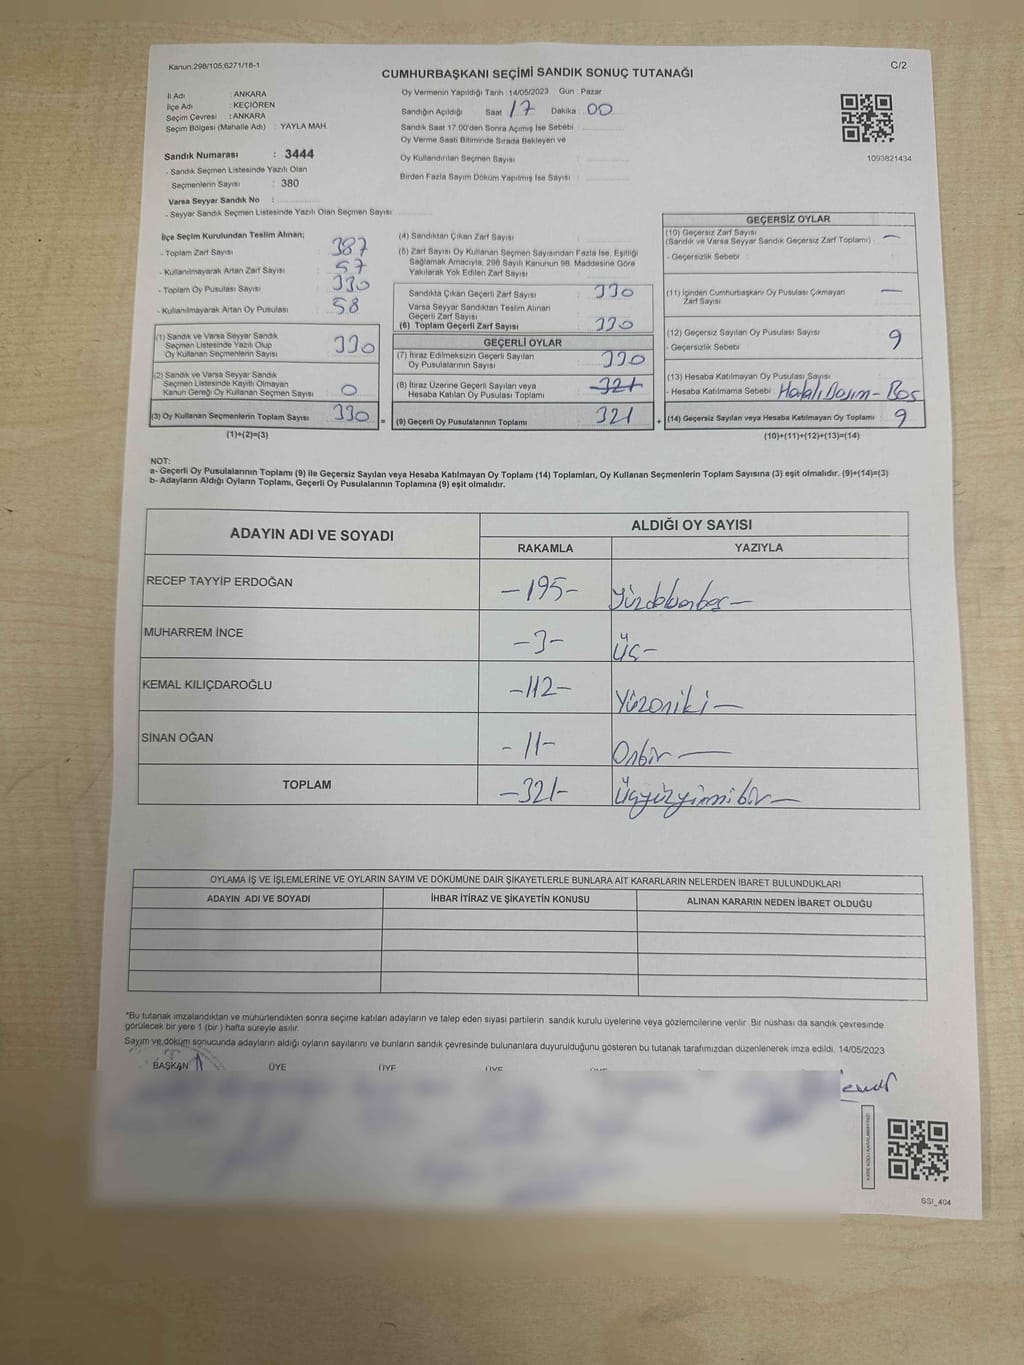 Kanun:298/105;6271/18-1
C/2
CUMHURBAŞKANI SEÇİMİ SANDIK SONUÇ TUTANAĞI
İl Adı : ANKARA
İlçe Adı : KEÇİÖREN
Seçim Çevresi : ANKARA
Seçim Bölgesi (Mahalle Adı) : YAYLA MAH.
Sandık Numarası : 3444
- Sandık Seçmen Listesinde Yazılı Olan
Seçmenlerin Sayısı : 380
Varsa Seyyar Sandık No :
- Seyyar Sandık Seçmen Listesinde Yazılı Olan Seçmen Sayısı :
Oy Vermenin Yapıldığı Tarih : 14/05/2023 Gün : Pazar
Sandığın Açıldığı Saat 17 Dakika 00
Sandık Saat 17:00'den Sonra Açılmış İse Sebebi :
Oy Verme Saati Bitiminde Sırada Bekleyen ve
Oy Kullandırılan Seçmen Sayısı :
Birden Fazla Sayım Döküm Yapılmış İse Sayısı :
1093821434
İlçe Seçim Kurulundan Teslim Alınan;
- Toplam Zarf Sayısı : 387
- Kullanılmayarak Artan Zarf Sayısı : 57
- Toplam Oy Pusulası Sayısı : 330
- Kullanılmayarak Artan Oy Pusulası : 58
(1) Sandık ve Varsa Seyyar Sandık
Seçmen Listesinde Yazılı Olup
Oy Kullanan Seçmenlerin Sayısı 330
(2) Sandık ve Varsa Seyyar Sandık
Seçmen Listesinde Kayıtlı Olmayan
Kanun Gereği Oy Kullanan Seçmen Sayısı 0
(3) Oy Kullanan Seçmenlerin Toplam Sayısı 330
(1)+(2)=(3)
(4) Sandıktan Çıkan Zarf Sayısı :
(5) Zarf Sayısı Oy Kullanan Seçmen Sayısından Fazla İse, Eşitliği
Sağlamak Amacıyla, 298 Sayılı Kanunun 98. Maddesine Göre
Yakılarak Yok Edilen Zarf Sayısı :
Sandıkta Çıkan Geçerli Zarf Sayısı 330
Varsa Seyyar Sandıktan Teslim Alınan
Geçerli Zarf Sayısı
(6) Toplam Geçerli Zarf Sayısı 330
GEÇERLİ OYLAR
(7) İtiraz Edilmeksizin Geçerli Sayılan
Oy Pusulalarının Sayısı 330
(8) İtiraz Üzerine Geçerli Sayılan veya
Hesaba Katılan Oy Pusulası Toplamı 321
(9) Geçerli Oy Pusulalarının Toplamı 321
GEÇERSİZ OYLAR
(10) Geçersiz Zarf Sayısı
(Sandık ve Varsa Seyyar Sandık Geçersiz Zarf Toplamı) : —
- Geçersizlik Sebebi :
(11) İçinden Cumhurbaşkanı Oy Pusulası Çıkmayan
Zarf Sayısı —
(12) Geçersiz Sayılan Oy Pusulası Sayısı : 9
- Geçersizlik Sebebi :
(13) Hesaba Katılmayan Oy Pusulası Sayısı
- Hesaba Katılmama Sebebi : Hatalı Basım - Boş
(14) Geçersiz Sayılan veya Hesaba Katılmayan Oy Toplamı 9
(10)+(11)+(12)+(13)=(14)
NOT:
a- Geçerli Oy Pusulalarının Toplamı (9) ile Geçersiz Sayılan veya Hesaba Katılmayan Oy Toplamı (14) Toplamları, Oy Kullanan Seçmenlerin Toplam Sayısına (3) eşit olmalıdır. (9)+(14)=(3)
b- Adayların Aldığı Oyların Toplamı, Geçerli Oy Pusulalarının Toplamına (9) eşit olmalıdır.
ADAYIN ADI VE SOYADI ALDIĞI OY SAYISI
RAKAMLA YAZIYLA
RECEP TAYYİP ERDOĞAN -195- Yüzdoksanbeş-
MUHARREM İNCE -3- Üç-
KEMAL KILIÇDAROĞLU -112- Yüzoniki-
SİNAN OĞAN -11- Onbir-
TOPLAM -321- Üçyüzyirmibir-
OYLAMA İŞ VE İŞLEMLERİNE VE OYLARIN SAYIM VE DÖKÜMÜNE DAİR ŞİKAYETLERLE BUNLARA AİT KARARLARIN NELERDEN İBARET BULUNDUKLARI
ADAYIN ADI VE SOYADI İHBAR İTİRAZ VE ŞİKAYETİN KONUSU ALINAN KARARIN NEDEN İBARET OLDUĞU
*Bu tutanak imzalandıktan ve mühürlendikten sonra seçime katılan adayların ve talep eden siyasi partilerin sandık kurulu üyelerine veya gözlemcilerine verilir. Bir nüshası da sandık çevresinde
görülecek bir yere 1 (bir) hafta süreyle asılır.
Sayım ve döküm sonucunda adayların aldığı oyların sayılarını ve bunların sandık çevresinde bulunanlara duyurulduğunu gösteren bu tutanak tarafımızdan düzenlenerek imza edildi. 14/05/2023
BAŞKAN ÜYE ÜYE ÜYE
SSI_404